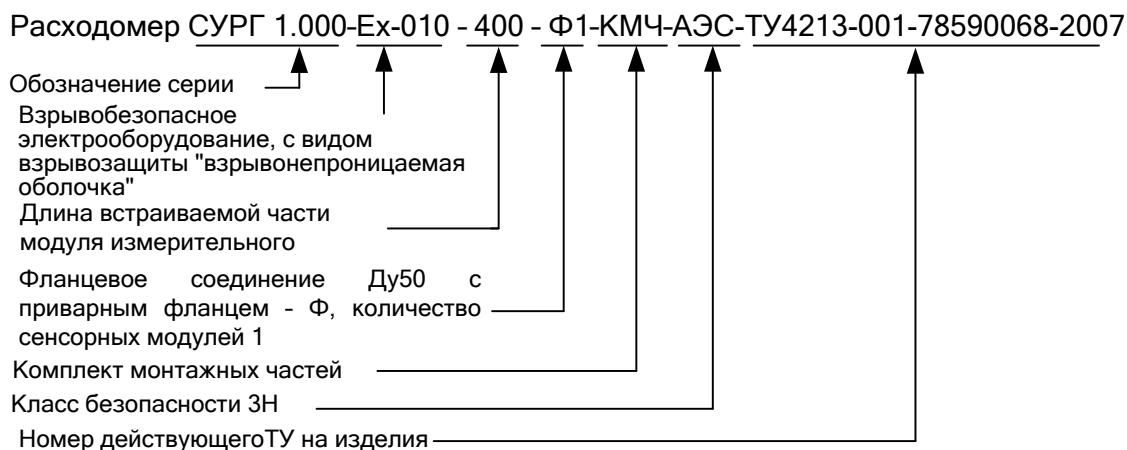 Расходомер СУРГ 1.000-Ex-010 - 400 - Ф1-КМЧ-АЭС-ТУ4213-001-78590068-2007
Обозначение серии
Взрывобезопасное
электрооборудование, с видом
взрывозащиты "взрывонепроницаемая
оболочка"
Длина встраиваемой части
модуля измерительного
Фланцевое соединение Ду50 с
приварным фланцем - Ф, количество
сенсорных модулей 1
Комплект монтажных частей
Класс безопасности 3Н
Номер действующегоТУ на изделия